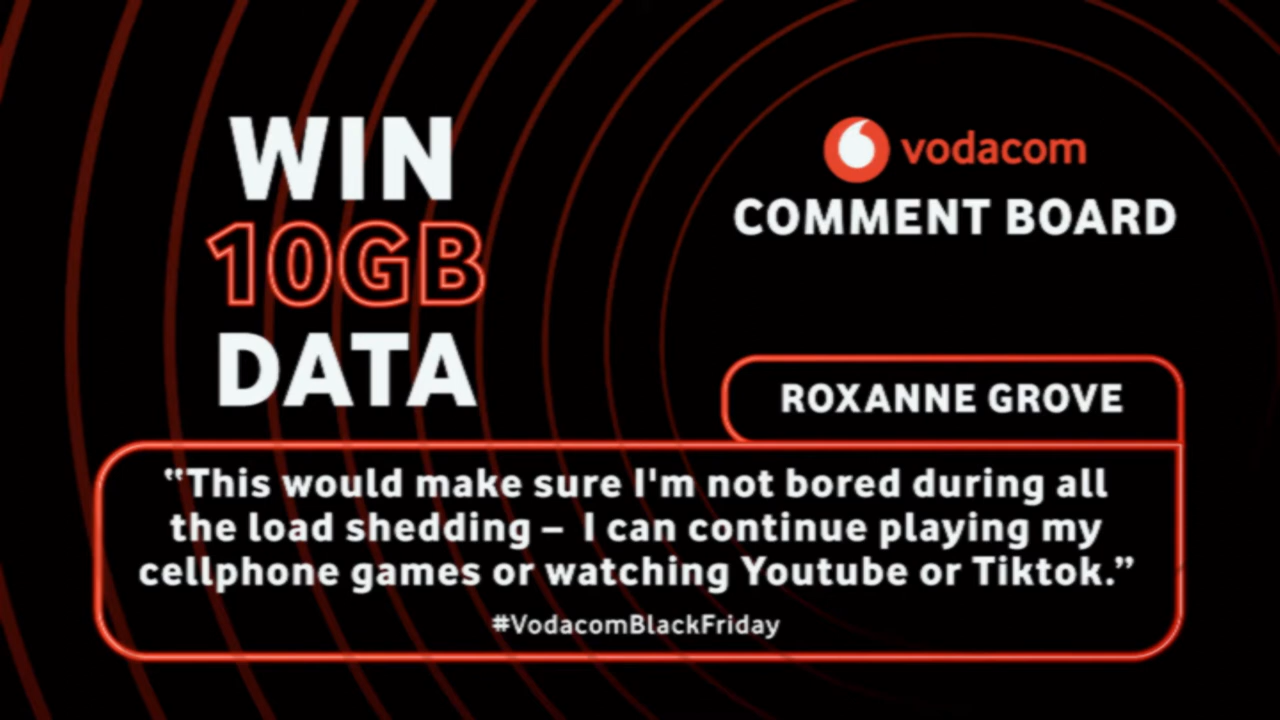 WIN
10GB
DATA
vodacom
COMMENT BOARD
ROXANNE GROVE
“This would make sure I'm not bored during all
the load shedding –  I can continue playing my
cellphone games or watching Youtube or Tiktok.”
#VodacomBlackFriday